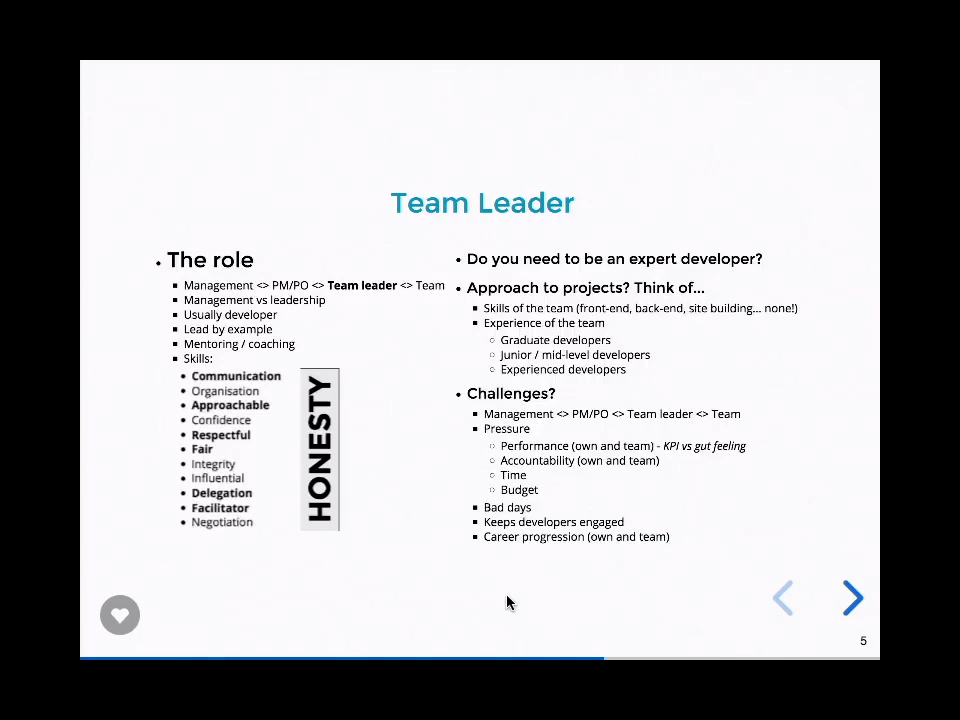 Team Leader
The role
Management <> PM/PO <> Team leader <> Team
Management vs leadership
Usually developer
Lead by example
Mentoring / coaching
Skills:
Communication
Organisation
Approachable
Confidence
Respectful
Fair
Integrity
Influential
Delegation
Facilitator
Negotiation
HONESTY
Do you need to be an expert developer?
Approach to projects? Think of...
Skills of the team (front-end, back-end, site building... none!)
Experience of the team
Graduate developers
Junior / mid-level developers
Experienced developers
Challenges?
Management <> PM/PO <> Team leader <> Team
Pressure
Performance (own and team) - KPI vs gut feeling
Accountability (own and team)
Time
Budget
Bad days
Keeps developers engaged
Career progression (own and team)
5